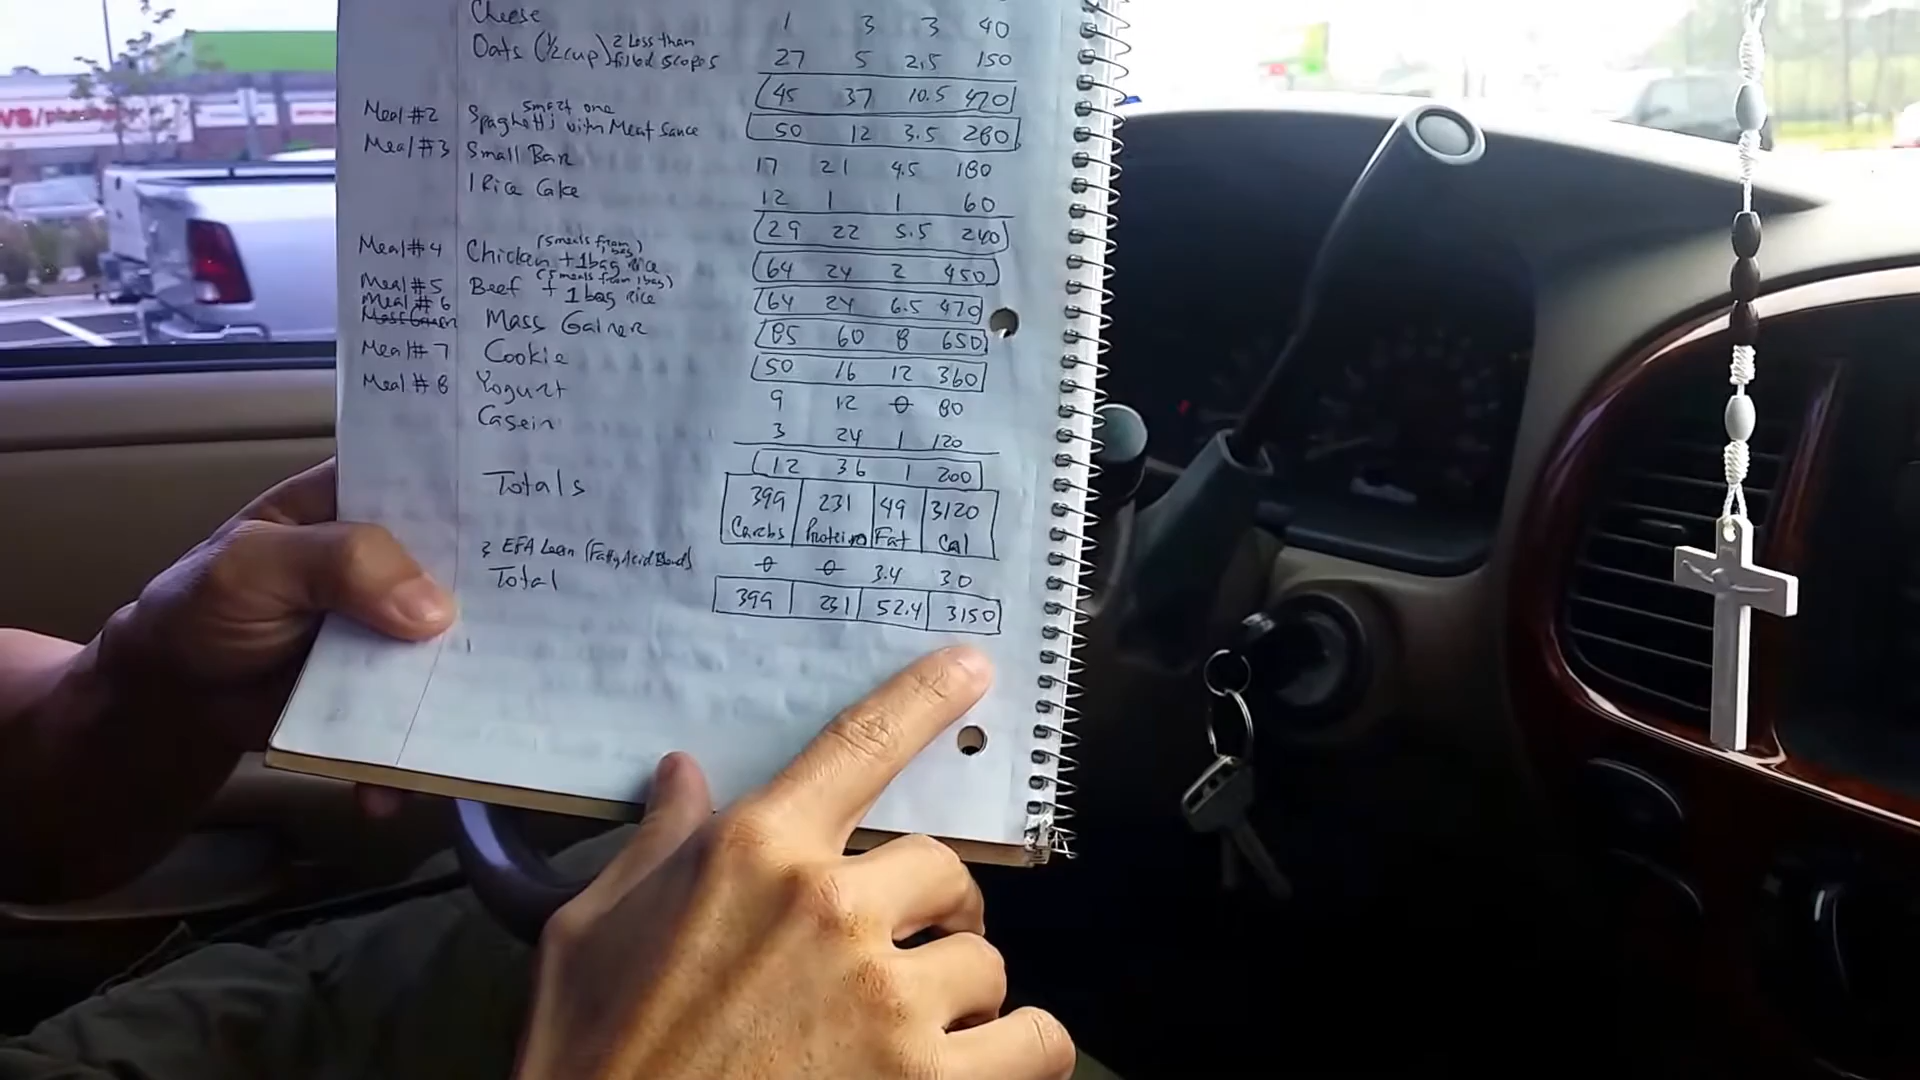 Cheese 1 3 3 40
Oats (1/2 cup) 2 Less than filled scopes 27 5 2.5 150
45 37 10.5 470
Meal #2 Spaghetti with Meat Sauce smart one 50 12 3.5 280
Meal #3 Small Bar 17 21 4.5 180
1 Rice Cake 12 1 1 60
29 22 5.5 240
Meal #4 Chicken + 1 bag rice (5 meals from 1 bag) 64 24 2 450
Meal #5 Beef + 1 bag rice (5 meals from 1 bag) 64 24 6.5 470
Meal #6 Mass Gainer 85 60 8 650
Meal #7 Cookie 50 16 12 360
Meal #8 Yogurt 9 12 0 80
Casein 3 24 1 120
12 36 1 200
Totals 399 231 49 3120
Carbs Protein Fat Cal
3 EFA Lean (Fatty Acid Blend) 0 0 3.4 30
Total 399 231 52.4 3150